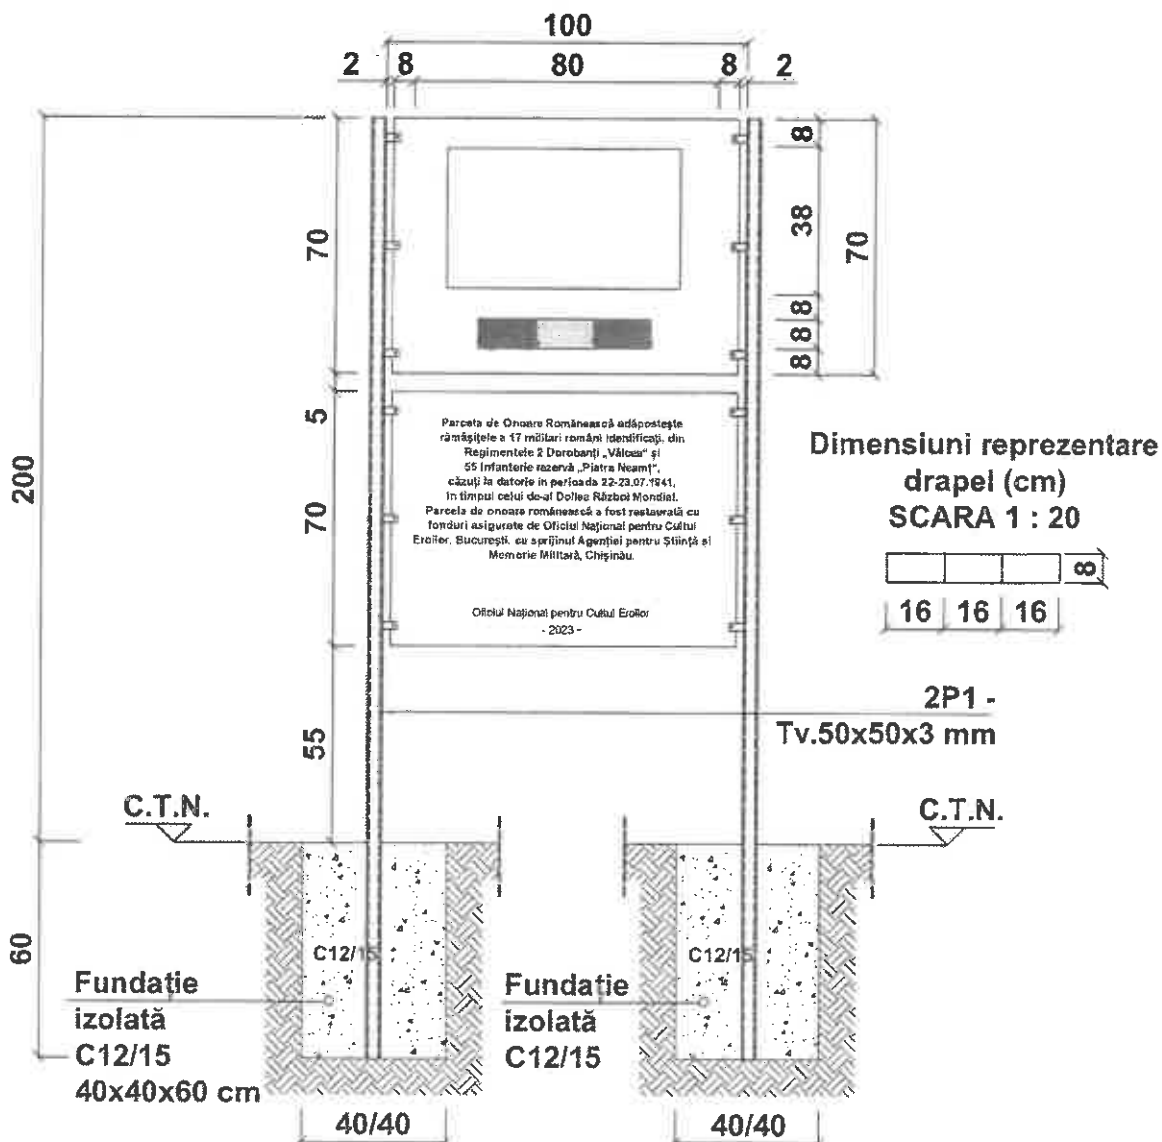 100
2 8 80 8 2
8
38
70
8
8
8
70
5
70
55
200
60
Parcela de Onoare Românească adăpostește
rămășițele a 17 militari români identificați, din
Regimentele 2 Dorobanți „Vâlcea” și
55 Infanterie rezervă „Piatra Neamț”,
căzuți la datorie în perioada 22-23.07.1941,
în timpul celui de-al Doilea Război Mondial.
Parcela de onoare românească a fost restaurată cu
fonduri asigurate de Oficiul Național pentru Cultul
Eroilor, București, cu sprijinul Agenției pentru Știință și
Memorie Militară, Chișinău.
Oficiul Național pentru Cultul Eroilor
- 2023 -
Dimensiuni reprezentare
drapel (cm)
SCARA 1 : 20
8
16 16 16
2P1 -
Tv.50x50x3 mm
C.T.N.
C.T.N.
C12/15
C12/15
Fundație
izolată
C12/15
40x40x60 cm
Fundație
izolată
C12/15
40/40
40/40